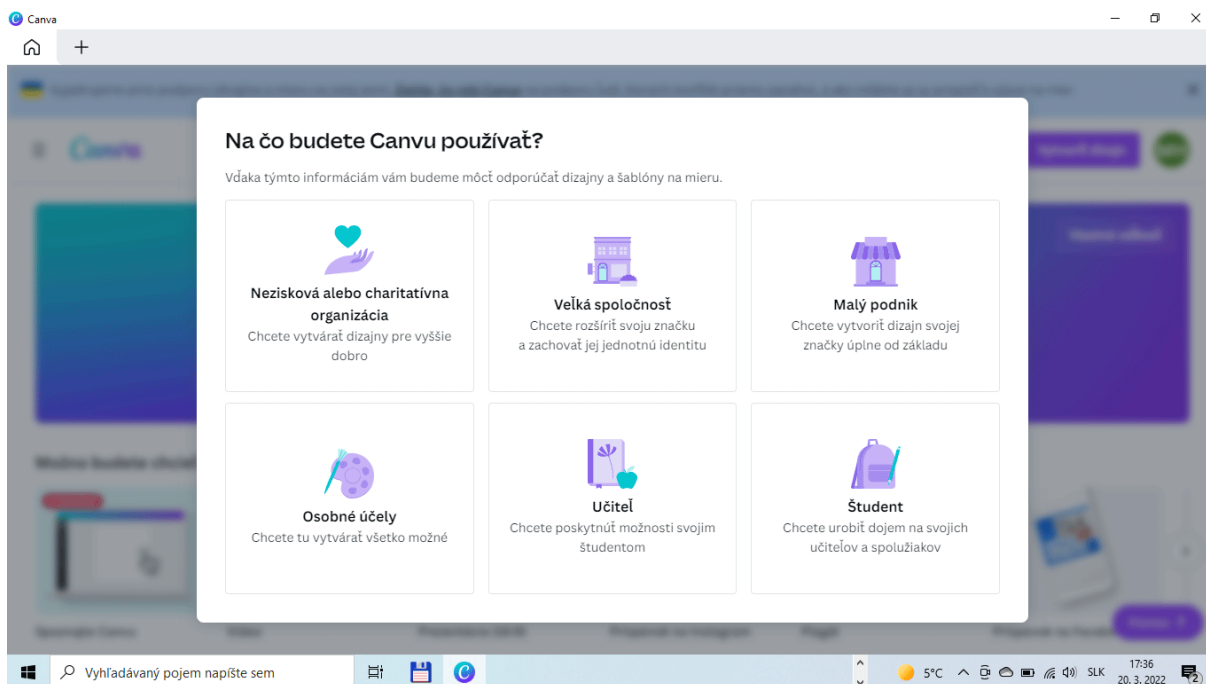 Canva
Na čo budete Canvu používať?
Vďaka týmto informáciám vám budeme môcť odporúčať dizajny a šablóny na mieru.
Nezisková alebo charitatívna
organizácia
Chcete vytvárať dizajny pre vyššie
dobro
Veľká spoločnosť
Chcete rozšíriť svoju značku
a zachovať jej jednotnú identitu
Malý podnik
Chcete vytvoriť dizajn svojej
značky úplne od základu
Osobné účely
Chcete tu vytvárať všetko možné
Učiteľ
Chcete poskytnúť možnosti svojim
študentom
Študent
Chcete urobiť dojem na svojich
učiteľov a spolužiakov
Vyhľadávaný pojem napíšte sem
5°C
SLK
17:36
20. 3. 2022
2